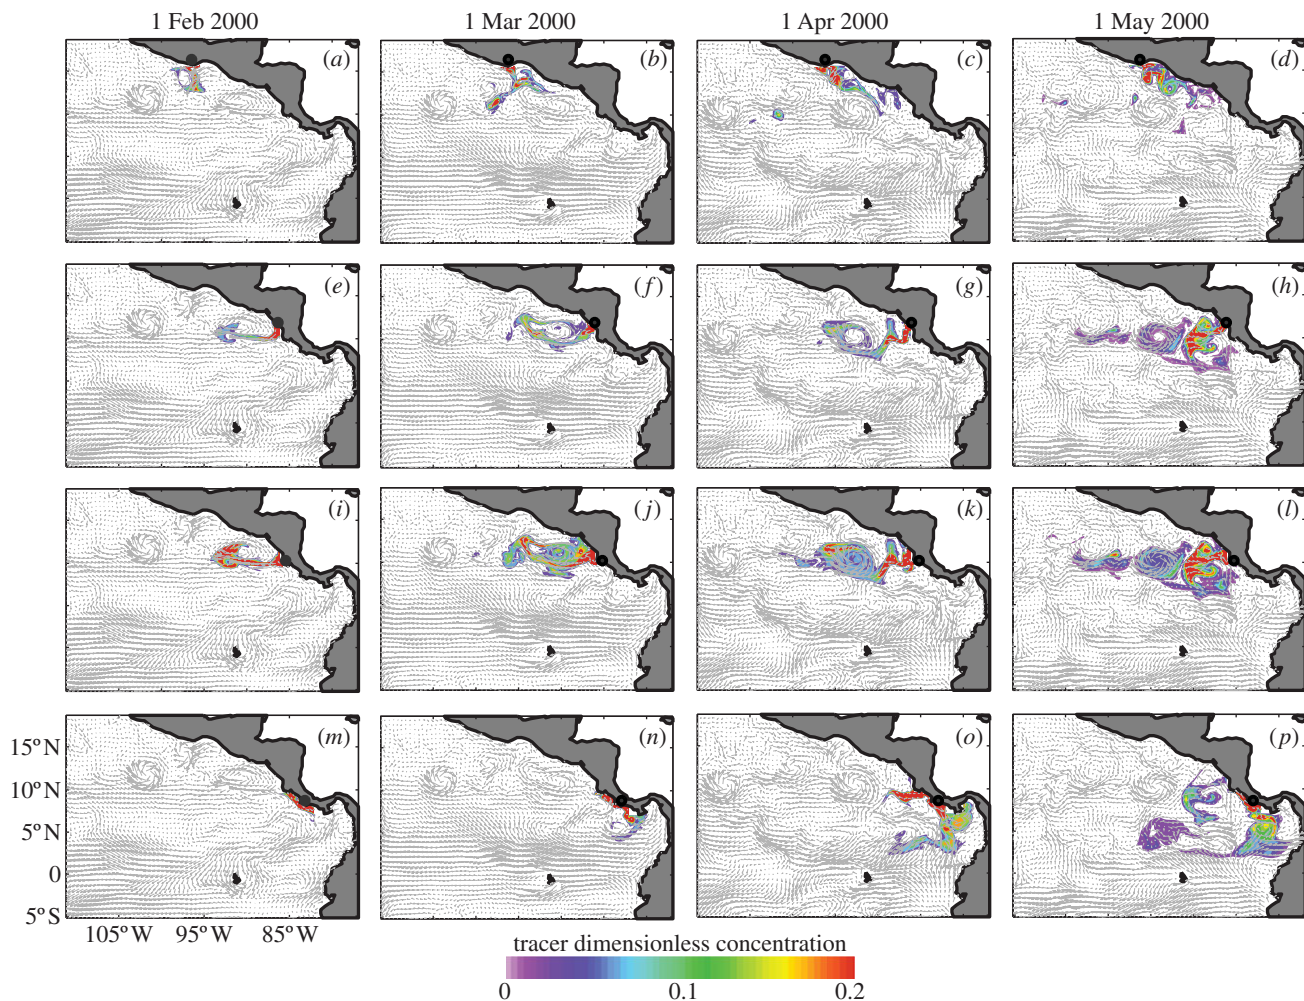 1 Feb 2000 1 Mar 2000 1 Apr 2000 1 May 2000
(a) (b) (c) (d)
(e) (f) (g) (h)
(i) (j) (k) (l)
(m) (n) (o) (p)
15°N
10°N
5°N
0
5°S
105°W 95°W 85°W
tracer dimensionless concentration
0 0.1 0.2